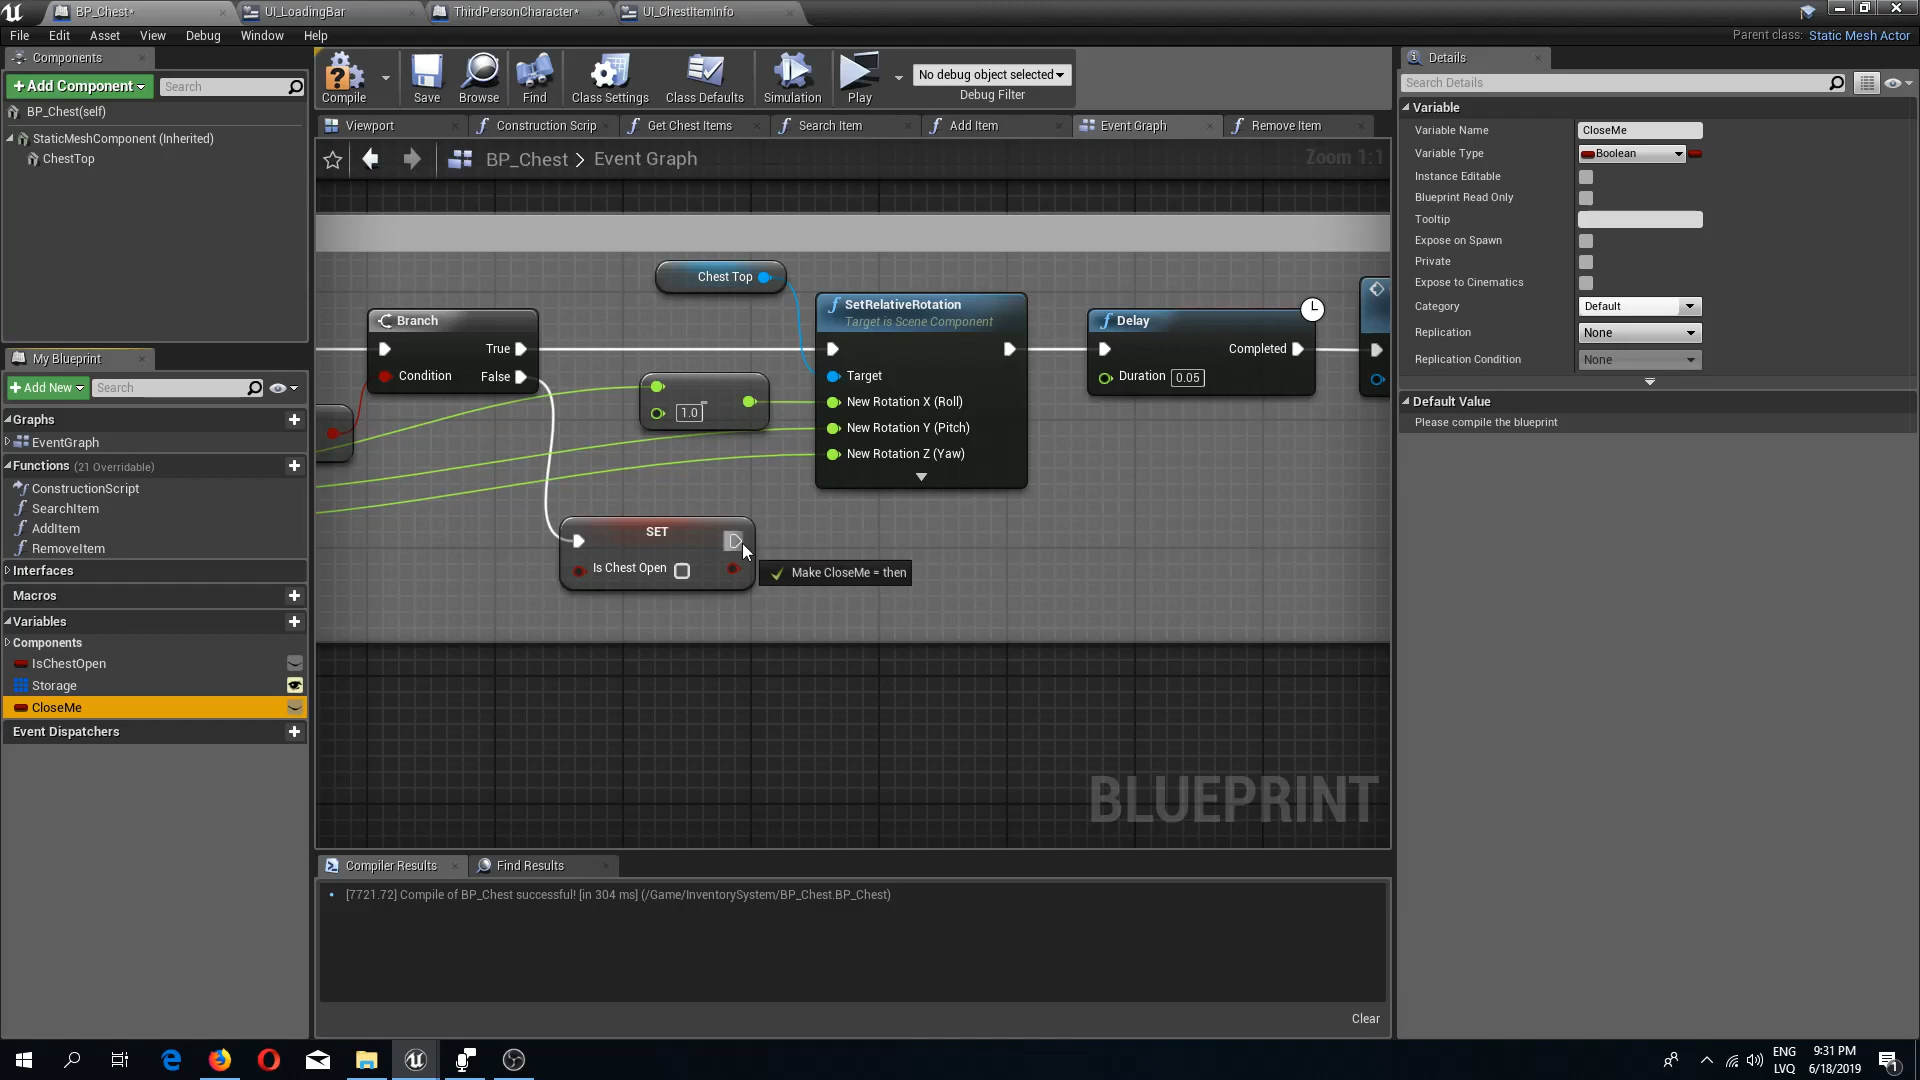 BP_Chest*
UI_LoadingBar
ThirdPersonCharacter*
UI_ChestItemInfo
File Edit Asset View Debug Window Help
Parent class: Static Mesh Actor
Components
+Add Component
Search
BP_Chest(self)
StaticMeshComponent (Inherited)
ChestTop
Compile
Save
Browse
Find
Class Settings
Class Defaults
Simulation
Play
No debug object selected
Debug Filter
Viewport
Construction Scrip
Get Chest Items
Search Item
Add Item
Event Graph
Remove Item
BP_Chest > Event Graph
Zoom 1:1
Chest Top
Branch
True
Condition
False
1.0
SetRelativeRotation
Target is Scene Component
Target
New Rotation X (Roll)
New Rotation Y (Pitch)
New Rotation Z (Yaw)
Delay
Completed
Duration 0.05
SET
Is Chest Open
Make CloseMe = then
BLUEPRINT
My Blueprint
+Add New
Search
Graphs
EventGraph
Functions (21 Overridable)
ConstructionScript
SearchItem
AddItem
RemoveItem
Interfaces
Macros
Variables
Components
IsChestOpen
Storage
CloseMe
Event Dispatchers
Compiler Results
Find Results
[7721.72] Compile of BP_Chest successful! [in 304 ms] (/Game/InventorySystem/BP_Chest.BP_Chest)
Clear
Details
Search Details
Variable
Variable Name CloseMe
Variable Type Boolean
Instance Editable
Blueprint Read Only
Tooltip
Expose on Spawn
Private
Expose to Cinematics
Category Default
Replication None
Replication Condition None
Default Value
Please compile the blueprint
ENG
LVQ
9:31 PM
6/18/2019
1